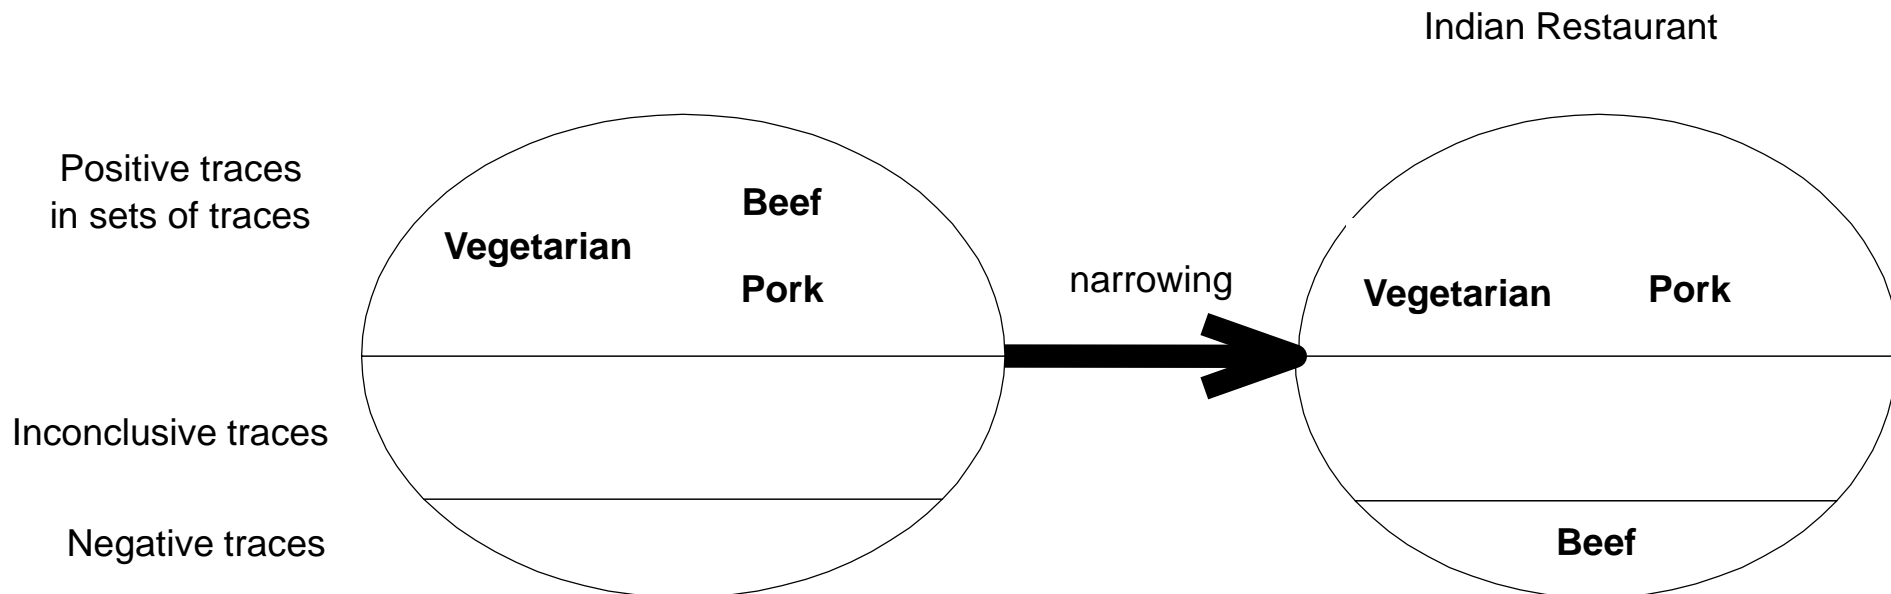 Indian Restaurant
Positive traces
in sets of traces
Beef
Vegetarian
Pork
narrowing
Vegetarian
Pork
Inconclusive traces
Negative traces
Beef